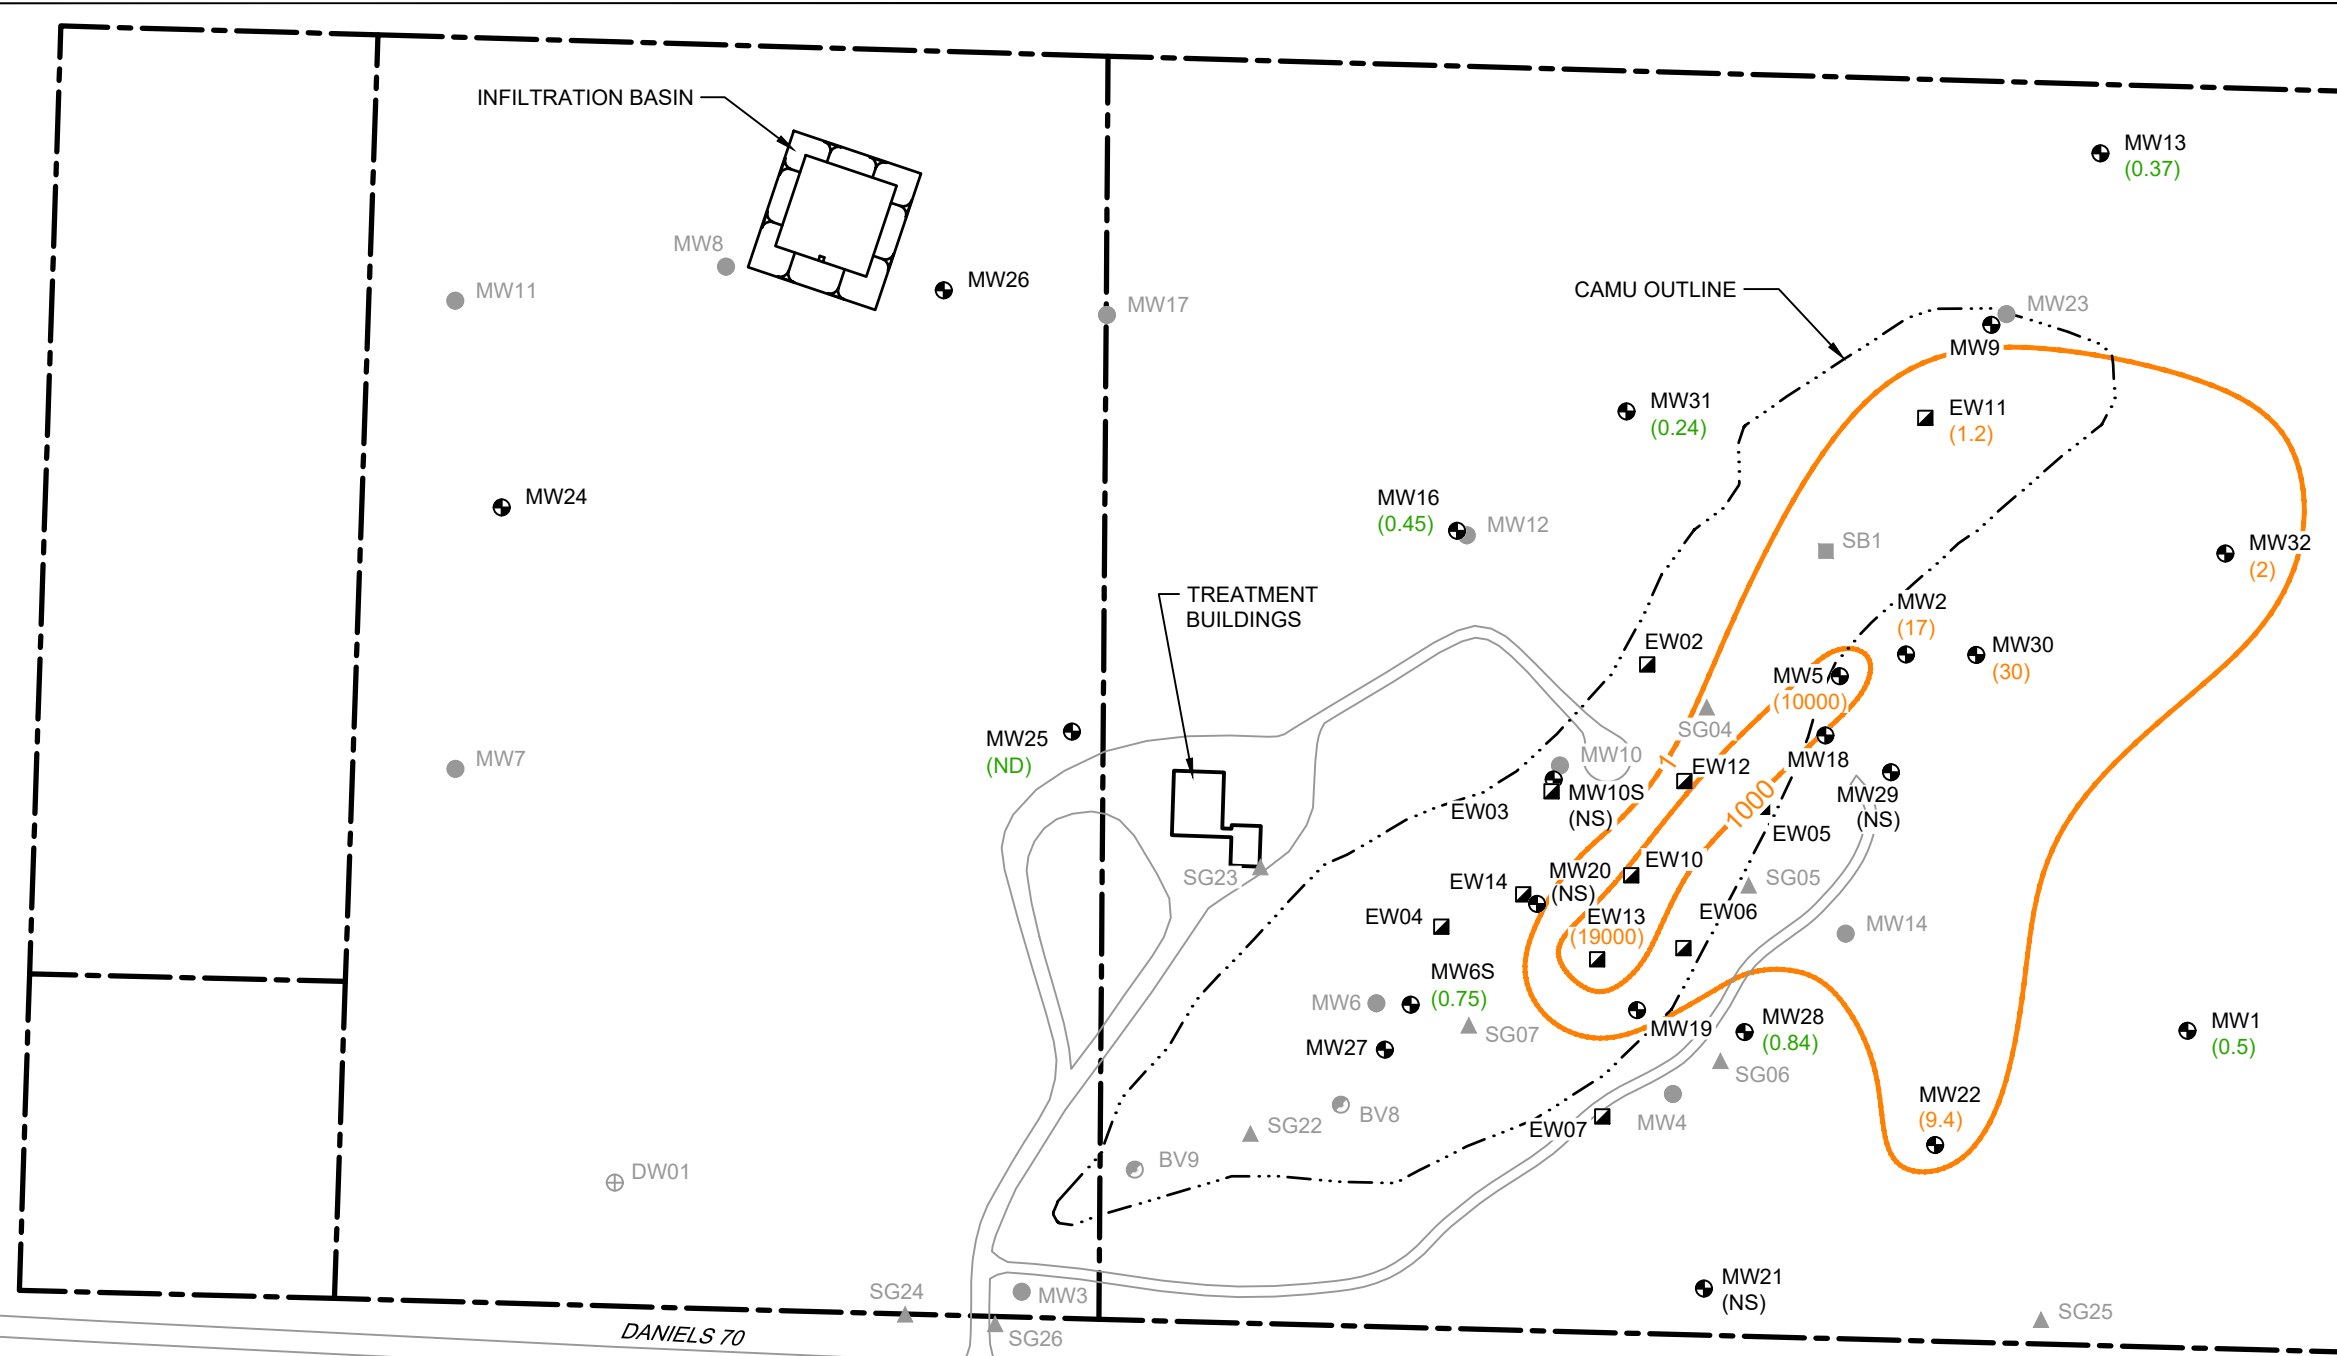 INFILTRATION BASIN
MW13
(0.37)
MW8
MW26
MW11
MW17
CAMU OUTLINE
MW23
MW9
MW31
(0.24)
EW11
(1.2)
MW24
MW16
(0.45)
MW12
SB1
MW32
(2)
TREATMENT
BUILDINGS
MW2
(17)
EW02
MW30
(30)
MW5
(10000)
SG04
MW25
(ND)
MW7
MW10
1
EW12
MW18
MW10S
(NS)
EW03
1000
MW29
(NS)
EW05
EW10
MW20
(NS)
SG23
EW14
SG05
EW04
EW13
(19000)
EW06
MW14
MW6S
(0.75)
MW6
SG07
MW19
MW28
(0.84)
MW1
(0.5)
MW27
SG06
MW22
(9.4)
BV8
SG22
MW4
EW07
BV9
DW01
MW21
(NS)
SG24
MW3
SG25
DANIELS 70
SG26